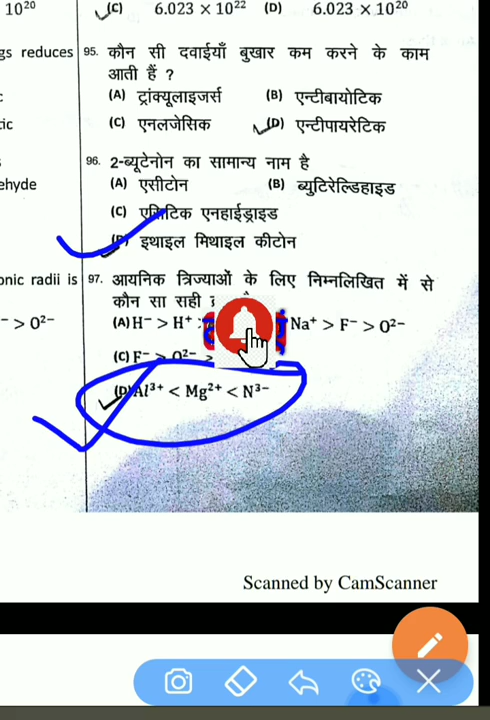 10²⁰
(C) 6.023 × 10²² (D) 6.023 × 10²⁰
gs reduces 95. कौन सी दवाईयाँ बुखार कम करने के काम
आती हैं ?
(A) ट्रांक्यूलाइजर्स (B) एन्टीबायोटिक
tic (C) एनलजेसिक (D) एन्टीपायरेटिक
96. 2-ब्यूटेनोन का सामान्य नाम है
ehyde (A) एसीटोन (B) ब्युटिरेल्डिहाइड
(C) एसिटिक एनहाईड्राइड
(D) इथाइल मिथाइल कीटोन
onic radii is 97. आयनिक त्रिज्याओं के लिए निम्नलिखित में से
कौन सा सही
⁻ > O²⁻ (A) H⁻ > H⁺ Na⁺ > F⁻ > O²⁻
(C) F⁻ > O²⁻ >
(D) Al³⁺ < Mg²⁺ < N³⁻
Scanned by CamScanner